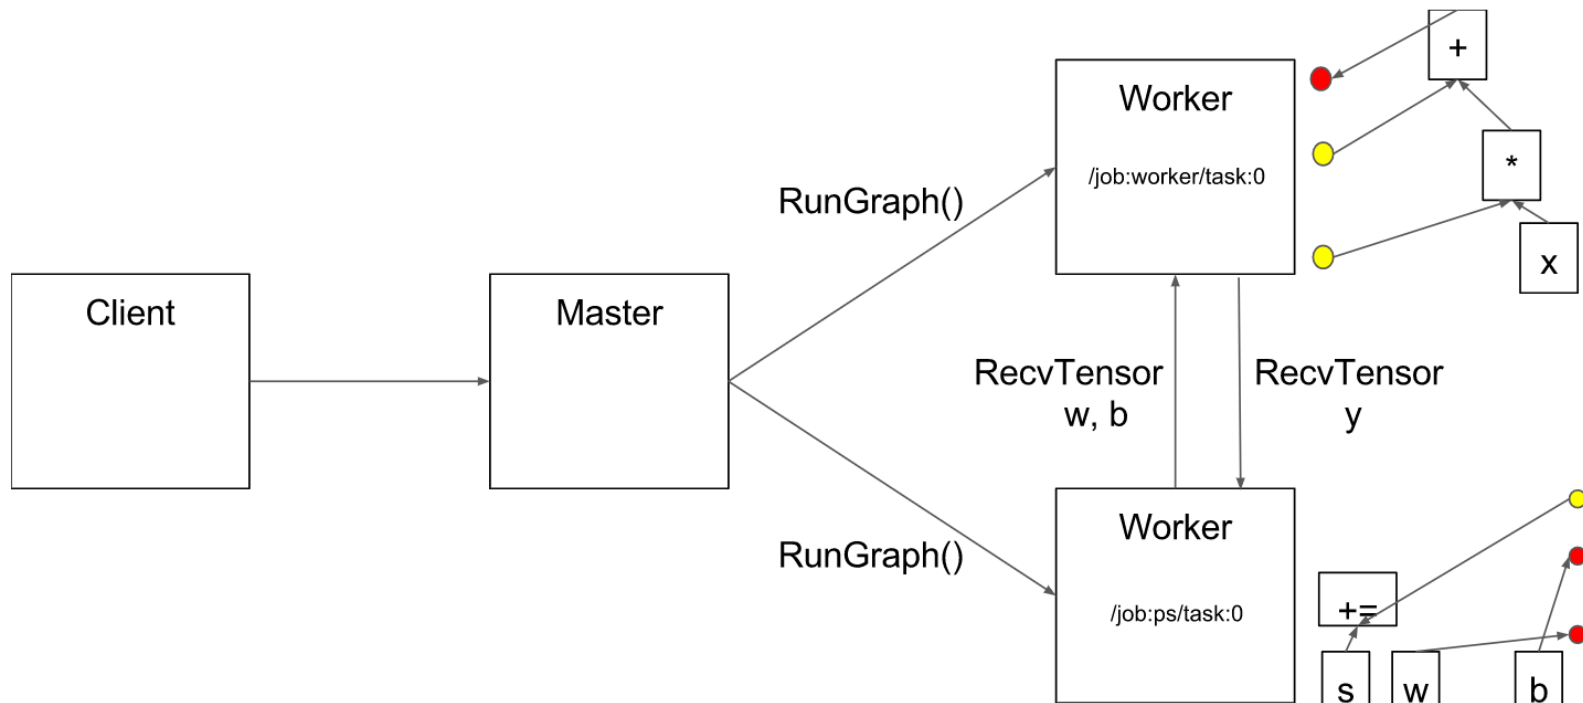 +
Worker
*
/job:worker/task:0
RunGraph()
x
Client
Master
RecvTensor
w, b
RecvTensor
y
Worker
RunGraph()
+=
/job:ps/task:0
s
w
b